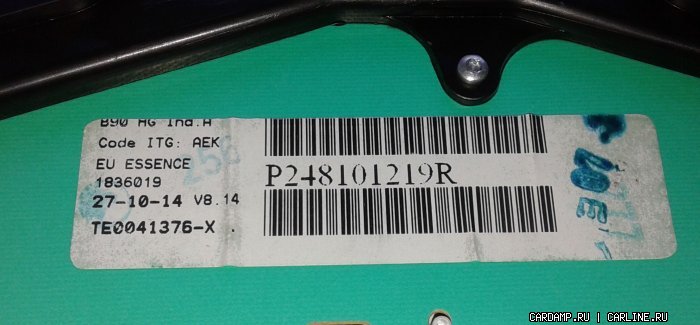 B90 HG Ind.A
Code ITG: AEK
EU ESSENCE
1836019
27-10-14 V8.14
TE0041376-X .
P248101219R
258
CARDAMP.RU | CARLINE.RU